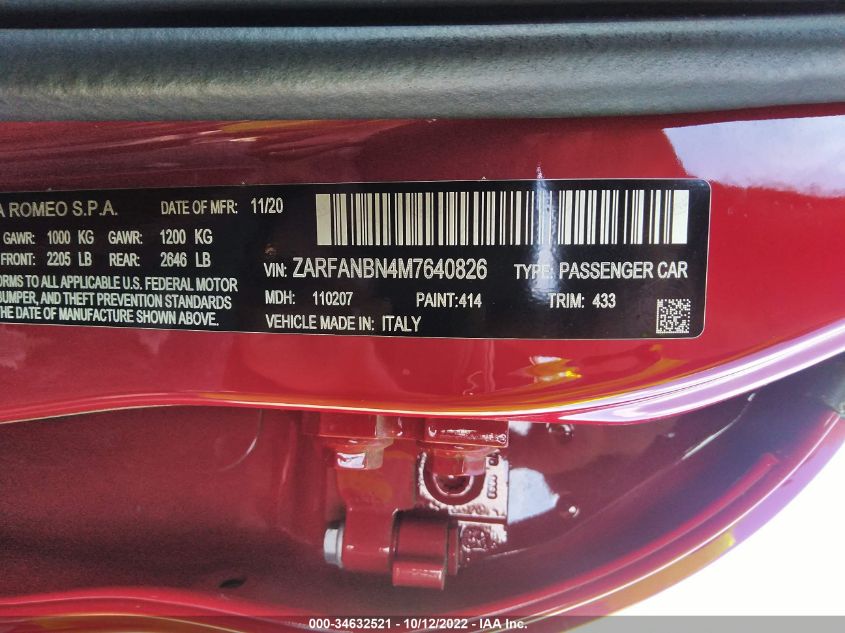 A ROMEO S.P.A. DATE OF MFR: 11/20
GAWR: 1000 KG GAWR: 1200 KG
FRONT: 2205 LB REAR: 2646 LB
VIN: ZARFANBN4M7640826 TYPE: PASSENGER CAR
ORMS TO ALL APPLICABLE U.S. FEDERAL MOTOR
BUMPER, AND THEFT PREVENTION STANDARDS
THE DATE OF MANUFACTURE SHOWN ABOVE.
MDH: 110207 PAINT:414 TRIM: 433
VEHICLE MADE IN: ITALY
000-34632521 - 10/12/2022 - IAA Inc.